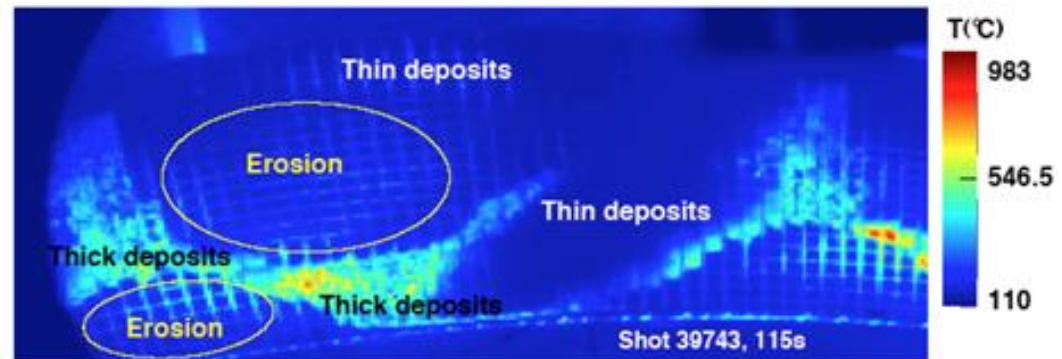 T(℃)
Thin deposits
983
Erosion
546.5
Thin deposits
Thick deposits
Thick deposits
110
Erosion
Shot 39743, 115s